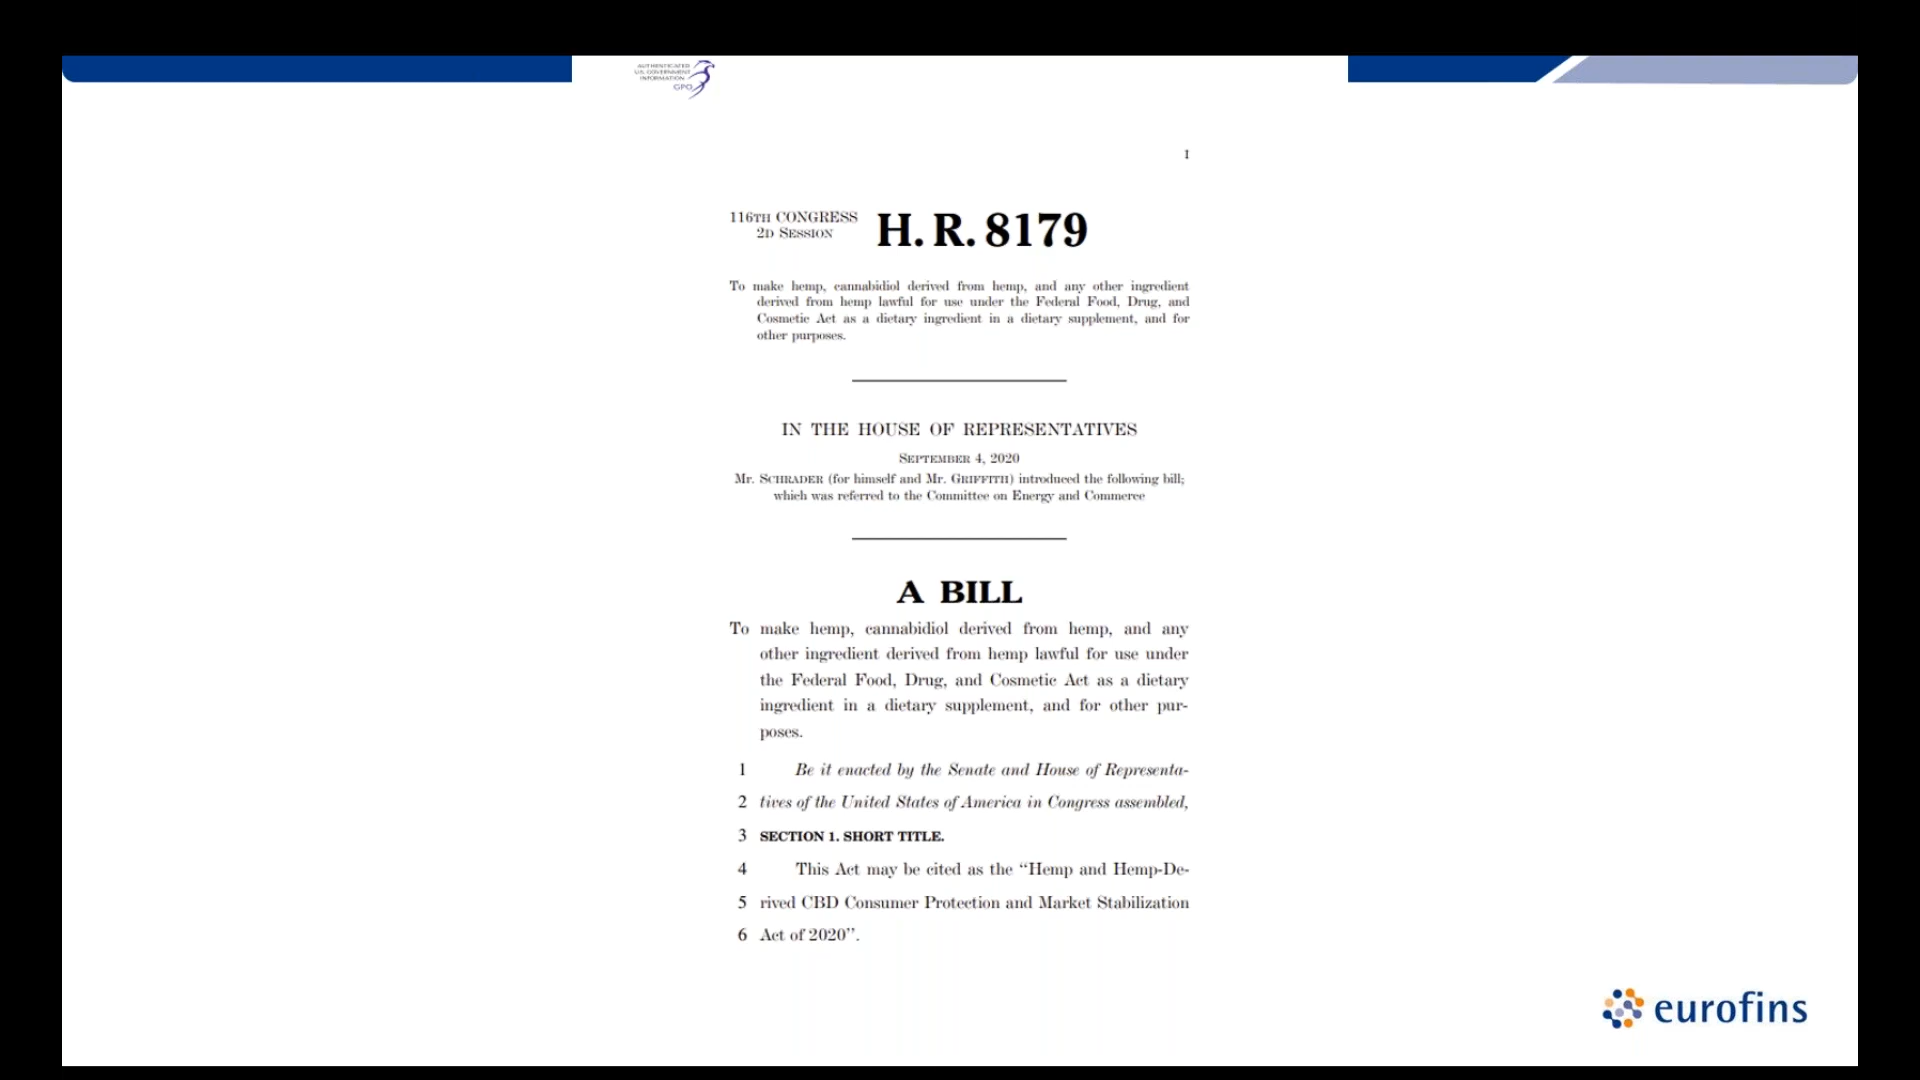 AUTHENTICATED
U.S. GOVERNMENT
INFORMATION
GPO
I
116TH CONGRESS
2D SESSION
H. R. 8179
To make hemp, cannabidiol derived from hemp, and any other ingredient
derived from hemp lawful for use under the Federal Food, Drug, and
Cosmetic Act as a dietary ingredient in a dietary supplement, and for
other purposes.
IN THE HOUSE OF REPRESENTATIVES
SEPTEMBER 4, 2020
Mr. SCHRADER (for himself and Mr. GRIFFITH) introduced the following bill;
which was referred to the Committee on Energy and Commerce
A BILL
To make hemp, cannabidiol derived from hemp, and any
other ingredient derived from hemp lawful for use under
the Federal Food, Drug, and Cosmetic Act as a dietary
ingredient in a dietary supplement, and for other pur-
poses.
1 Be it enacted by the Senate and House of Representa-
2 tives of the United States of America in Congress assembled,
3 SECTION 1. SHORT TITLE.
4 This Act may be cited as the “Hemp and Hemp-De-
5 rived CBD Consumer Protection and Market Stabilization
6 Act of 2020”.
eurofins